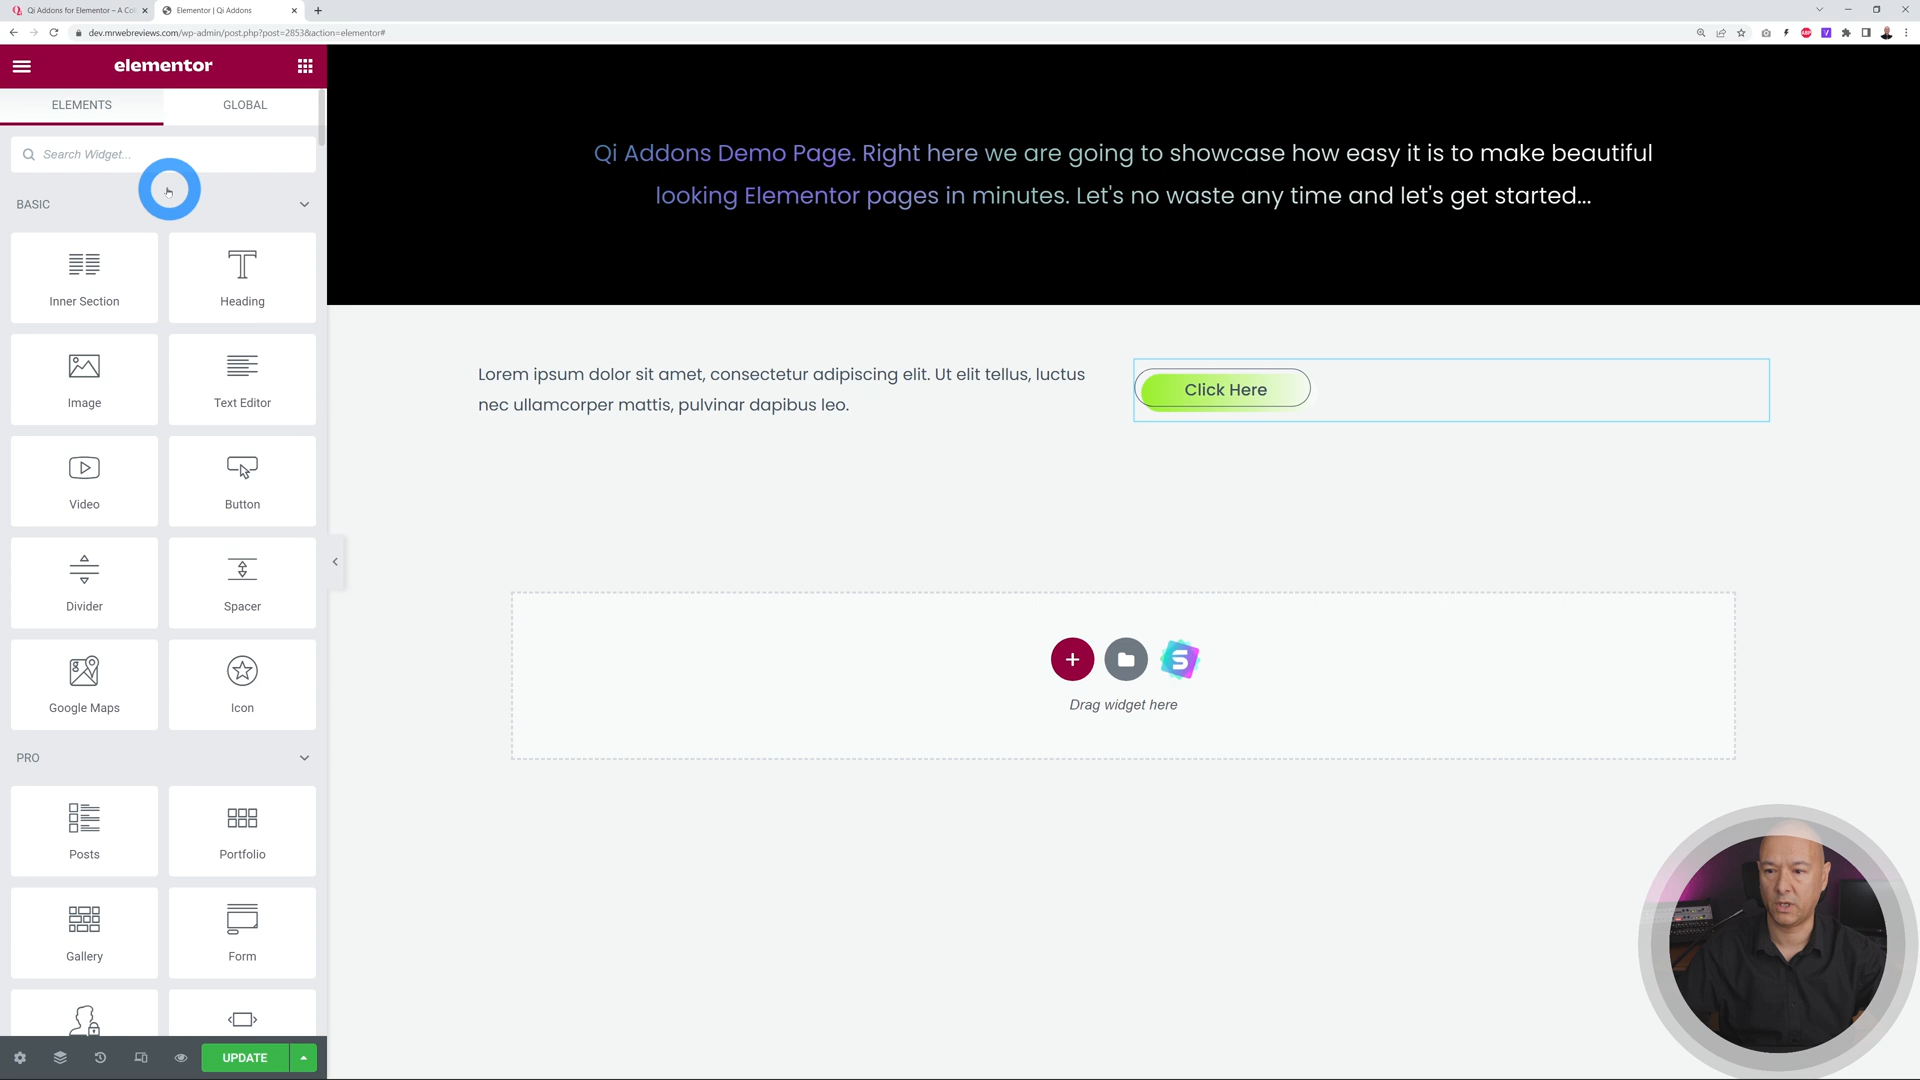 Qi Addons for Elementor – A Col
Elementor | Qi Addons
dev.mrwebreviews.com/wp-admin/post.php?post=2853&action=elementor#
ABP
elementor
ELEMENTS
GLOBAL
Search Widget...
BASIC
Inner Section
Heading
Image
Text Editor
Video
Button
Divider
Spacer
Google Maps
Icon
PRO
Posts
Portfolio
Gallery
Form
UPDATE
Qi Addons Demo Page. Right here we are going to showcase how easy it is to make beautiful
looking Elementor pages in minutes. Let's no waste any time and let's get started...
Lorem ipsum dolor sit amet, consectetur adipiscing elit. Ut elit tellus, luctus
nec ullamcorper mattis, pulvinar dapibus leo.
Click Here
S
Drag widget here